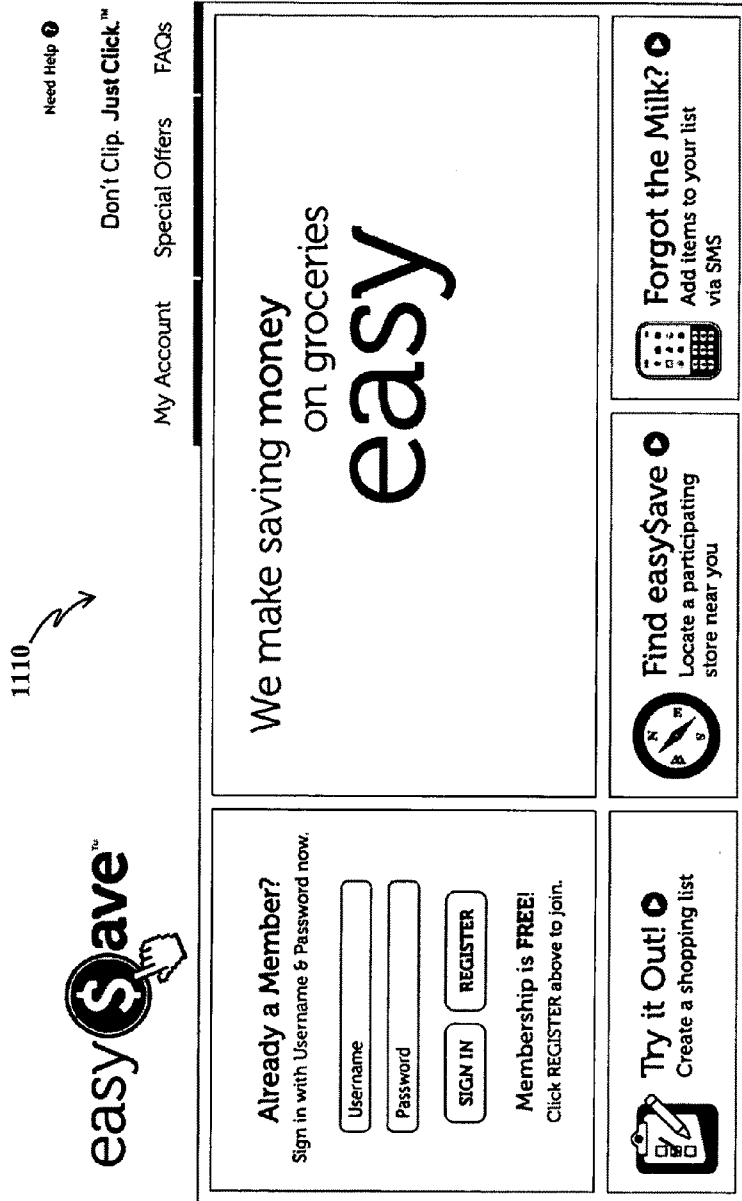 1110
Need Help ?
easy$ave™
Don't Clip. Just Click.™
My Account Special Offers FAQs
Already a Member?
Sign in with Username & Password now.
Username
Password
SIGN IN REGISTER
Membership is FREE!
Click REGISTER above to join.
We make saving money
on groceries
easy
Try it Out!
Create a shopping list
N
E
S
W
Find easy$ave
Locate a participating
store near you
Forgot the Milk?
Add items to your list
via SMS